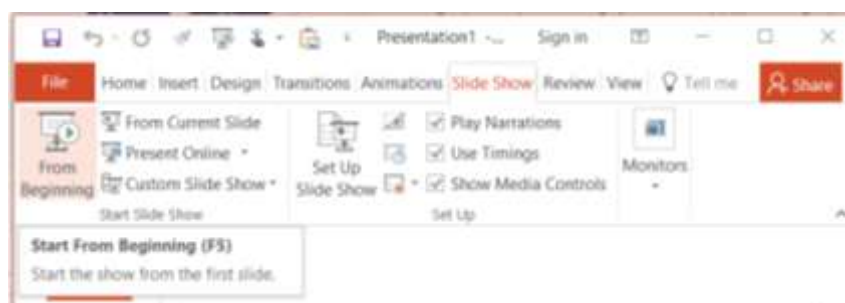 Presentation1 -... Sign in
File Home Insert Design Transitions Animations Slide Show Review View Tell me Share
From Beginning
From Current Slide
Present Online
Custom Slide Show
Start Slide Show
Set Up Slide Show
Play Narrations
Use Timings
Show Media Controls
Set Up
Monitors
Start From Beginning (F5)
Start the show from the first slide.